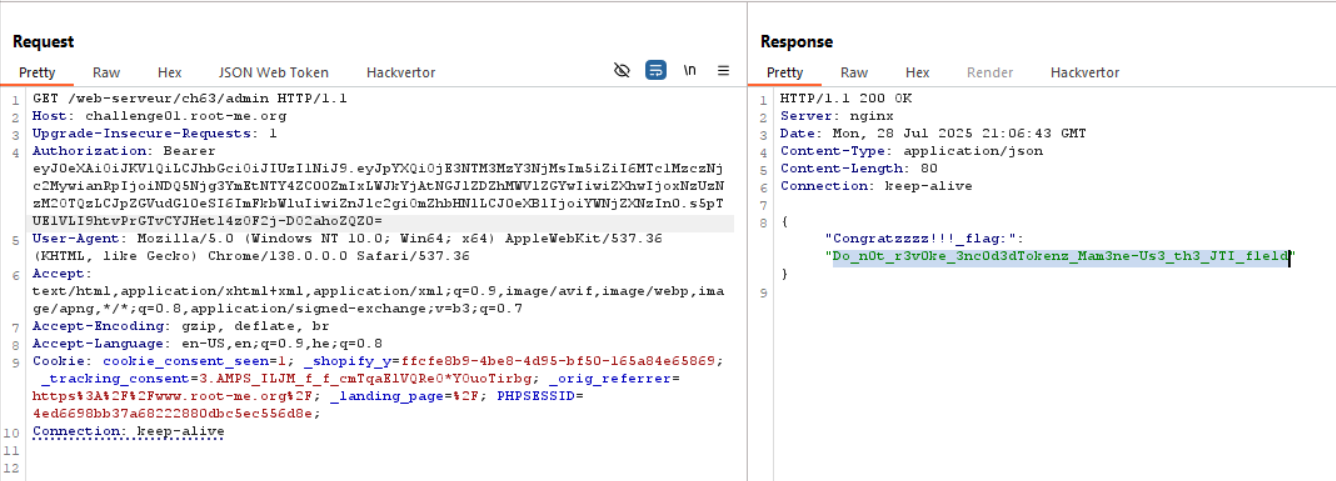 Request
Pretty Raw Hex JSON Web Token Hackvertor \n
1 GET /web-serveur/ch63/admin HTTP/1.1
2 Host: challenge01.root-me.org
3 Upgrade-Insecure-Requests: 1
4 Authorization: Bearer
5 User-Agent: Mozilla/5.0 (Windows NT 10.0; Win64; x64) AppleWebKit/537.36
(KHTML, like Gecko) Chrome/138.0.0.0 Safari/537.36
6 Accept:
text/html,application/xhtml+xml,application/xml;q=0.9,image/avif,image/webp,ima
ge/apng,*/*;q=0.8,application/signed-exchange;v=b3;q=0.7
7 Accept-Encoding: gzip, deflate, br
8 Accept-Language: en-US,en;q=0.9,he;q=0.8
9 Cookie: cookie_consent_seen=1; _shopify_y=ffcfe8b9-4be8-4d95-bf50-165a84e65869;
_tracking_consent=3.AMPS_ILJM_f_f_cmTqaElVQRe0*Y0uoTirbg; _orig_referrer=
https%3A%2F%2Fwww.root-me.org%2F; _landing_page=%2F; PHPSESSID=
4ed6698bb37a68222880dbc5ec556d8e;
10 Connection: keep-alive
11
12
Response
Pretty Raw Hex Render Hackvertor
1 HTTP/1.1 200 OK
2 Server: nginx
3 Date: Mon, 28 Jul 2025 21:06:43 GMT
4 Content-Type: application/json
5 Content-Length: 80
6 Connection: keep-alive
7
8 {
"Congratzzzz!!!_flag:":
"Do_n0t_r3v0ke_3nc0d3dTokenz_Mam3ne-Us3_th3_JTI_f1eld"
}
9